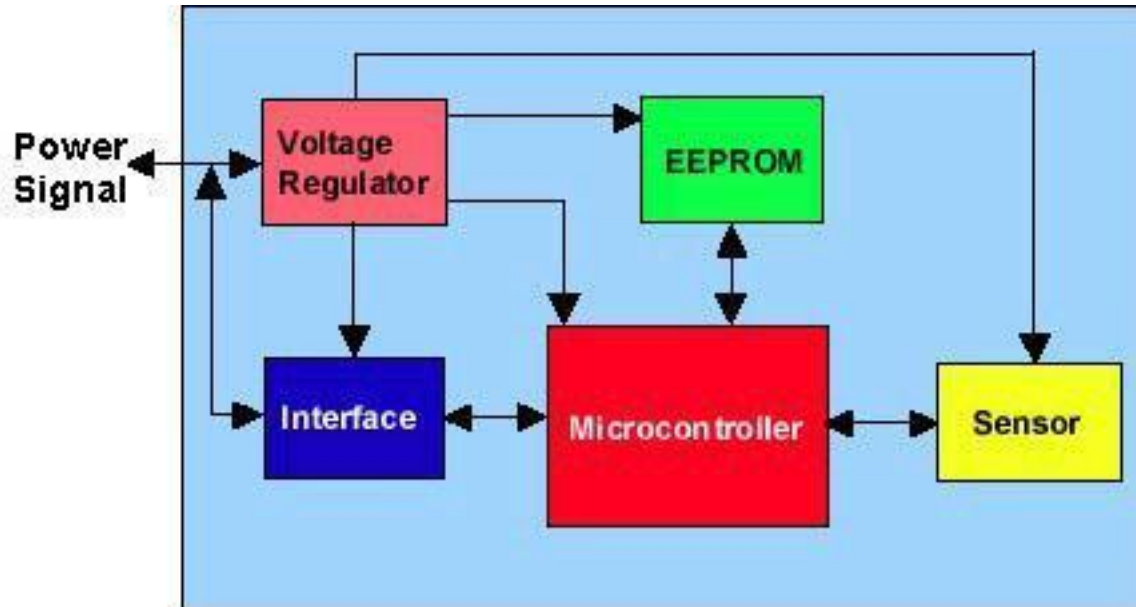 Power
Signal
Voltage
Regulator
EEPROM
Interface
Microcontroller
Sensor